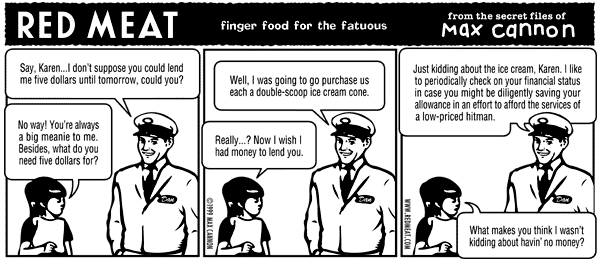 RED MEAT
finger food for the fatuous
from the secret files of
Max cannon
Say, Karen...I don't suppose you could lend
me five dollars until tomorrow, could you?
No way! You're always
a big meanie to me.
Besides, what do you
need five dollars for?
Dan
©1999 MAX CANNON
Well, I was going to go purchase us
each a double-scoop ice cream cone.
Really...? Now I wish I
had money to lend you.
Dan
WWW.REDMEAT.COM
Just kidding about the ice cream, Karen. I like
to periodically check on your financial status
in case you might be diligently saving your
allowance in an effort to afford the services of
a low-priced hitman.
Dan
What makes you think I wasn't
kidding about havin' no money?